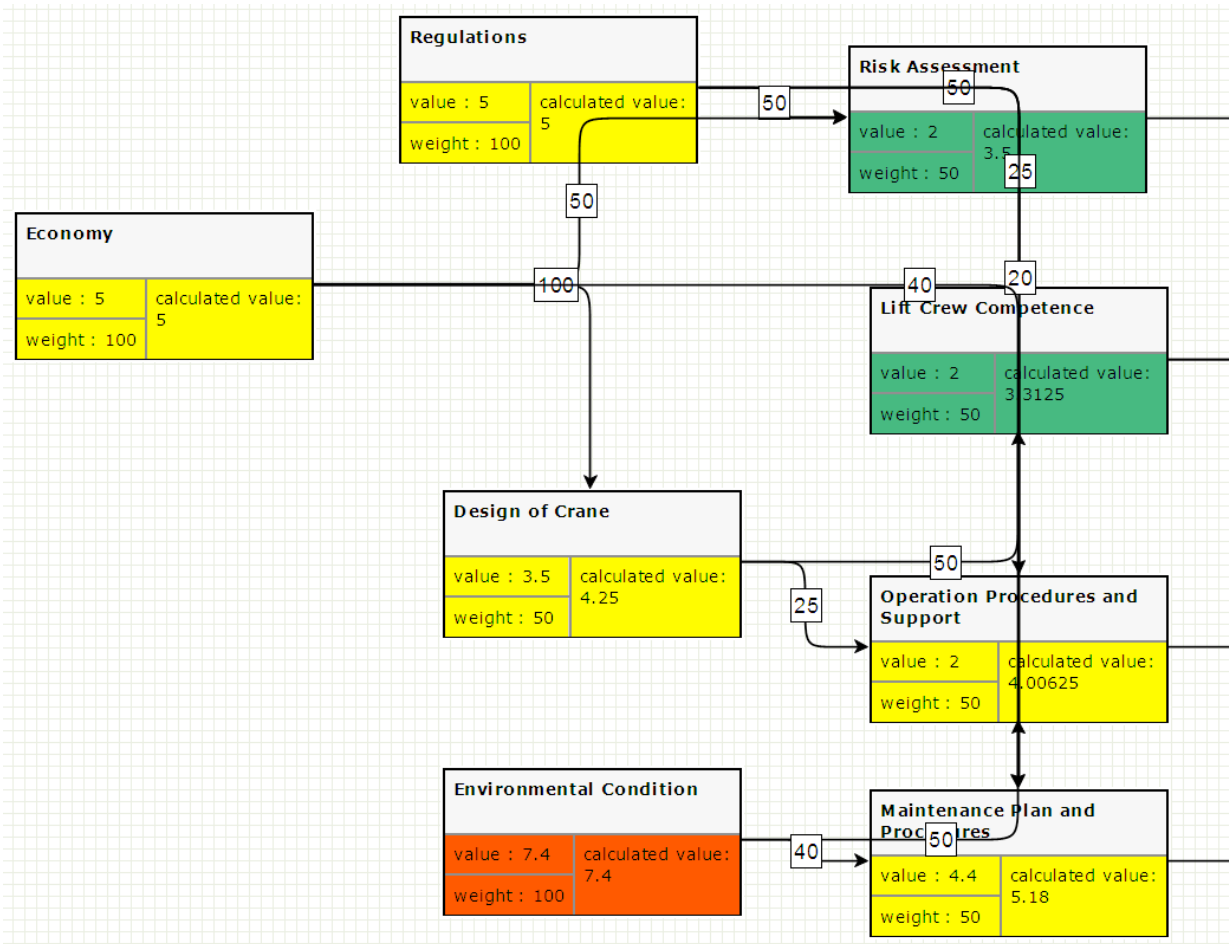 Regulations
value : 5
calculated value:
5
weight : 100
50
50
Risk Assessment
value : 2
calculated value:
3.5
weight : 50
25
50
Economy
value : 5
calculated value:
5
weight : 100
100
40
20
Lift Crew Competence
value : 2
calculated value:
3.3125
weight : 50
Design of Crane
value : 3.5
calculated value:
4.25
weight : 50
50
25
Operation Procedures and
Support
value : 2
calculated value:
4.00625
weight : 50
Environmental Condition
value : 7.4
calculated value:
7.4
weight : 100
40
50
Maintenance Plan and
Procedures
value : 4.4
calculated value:
5.18
weight : 50